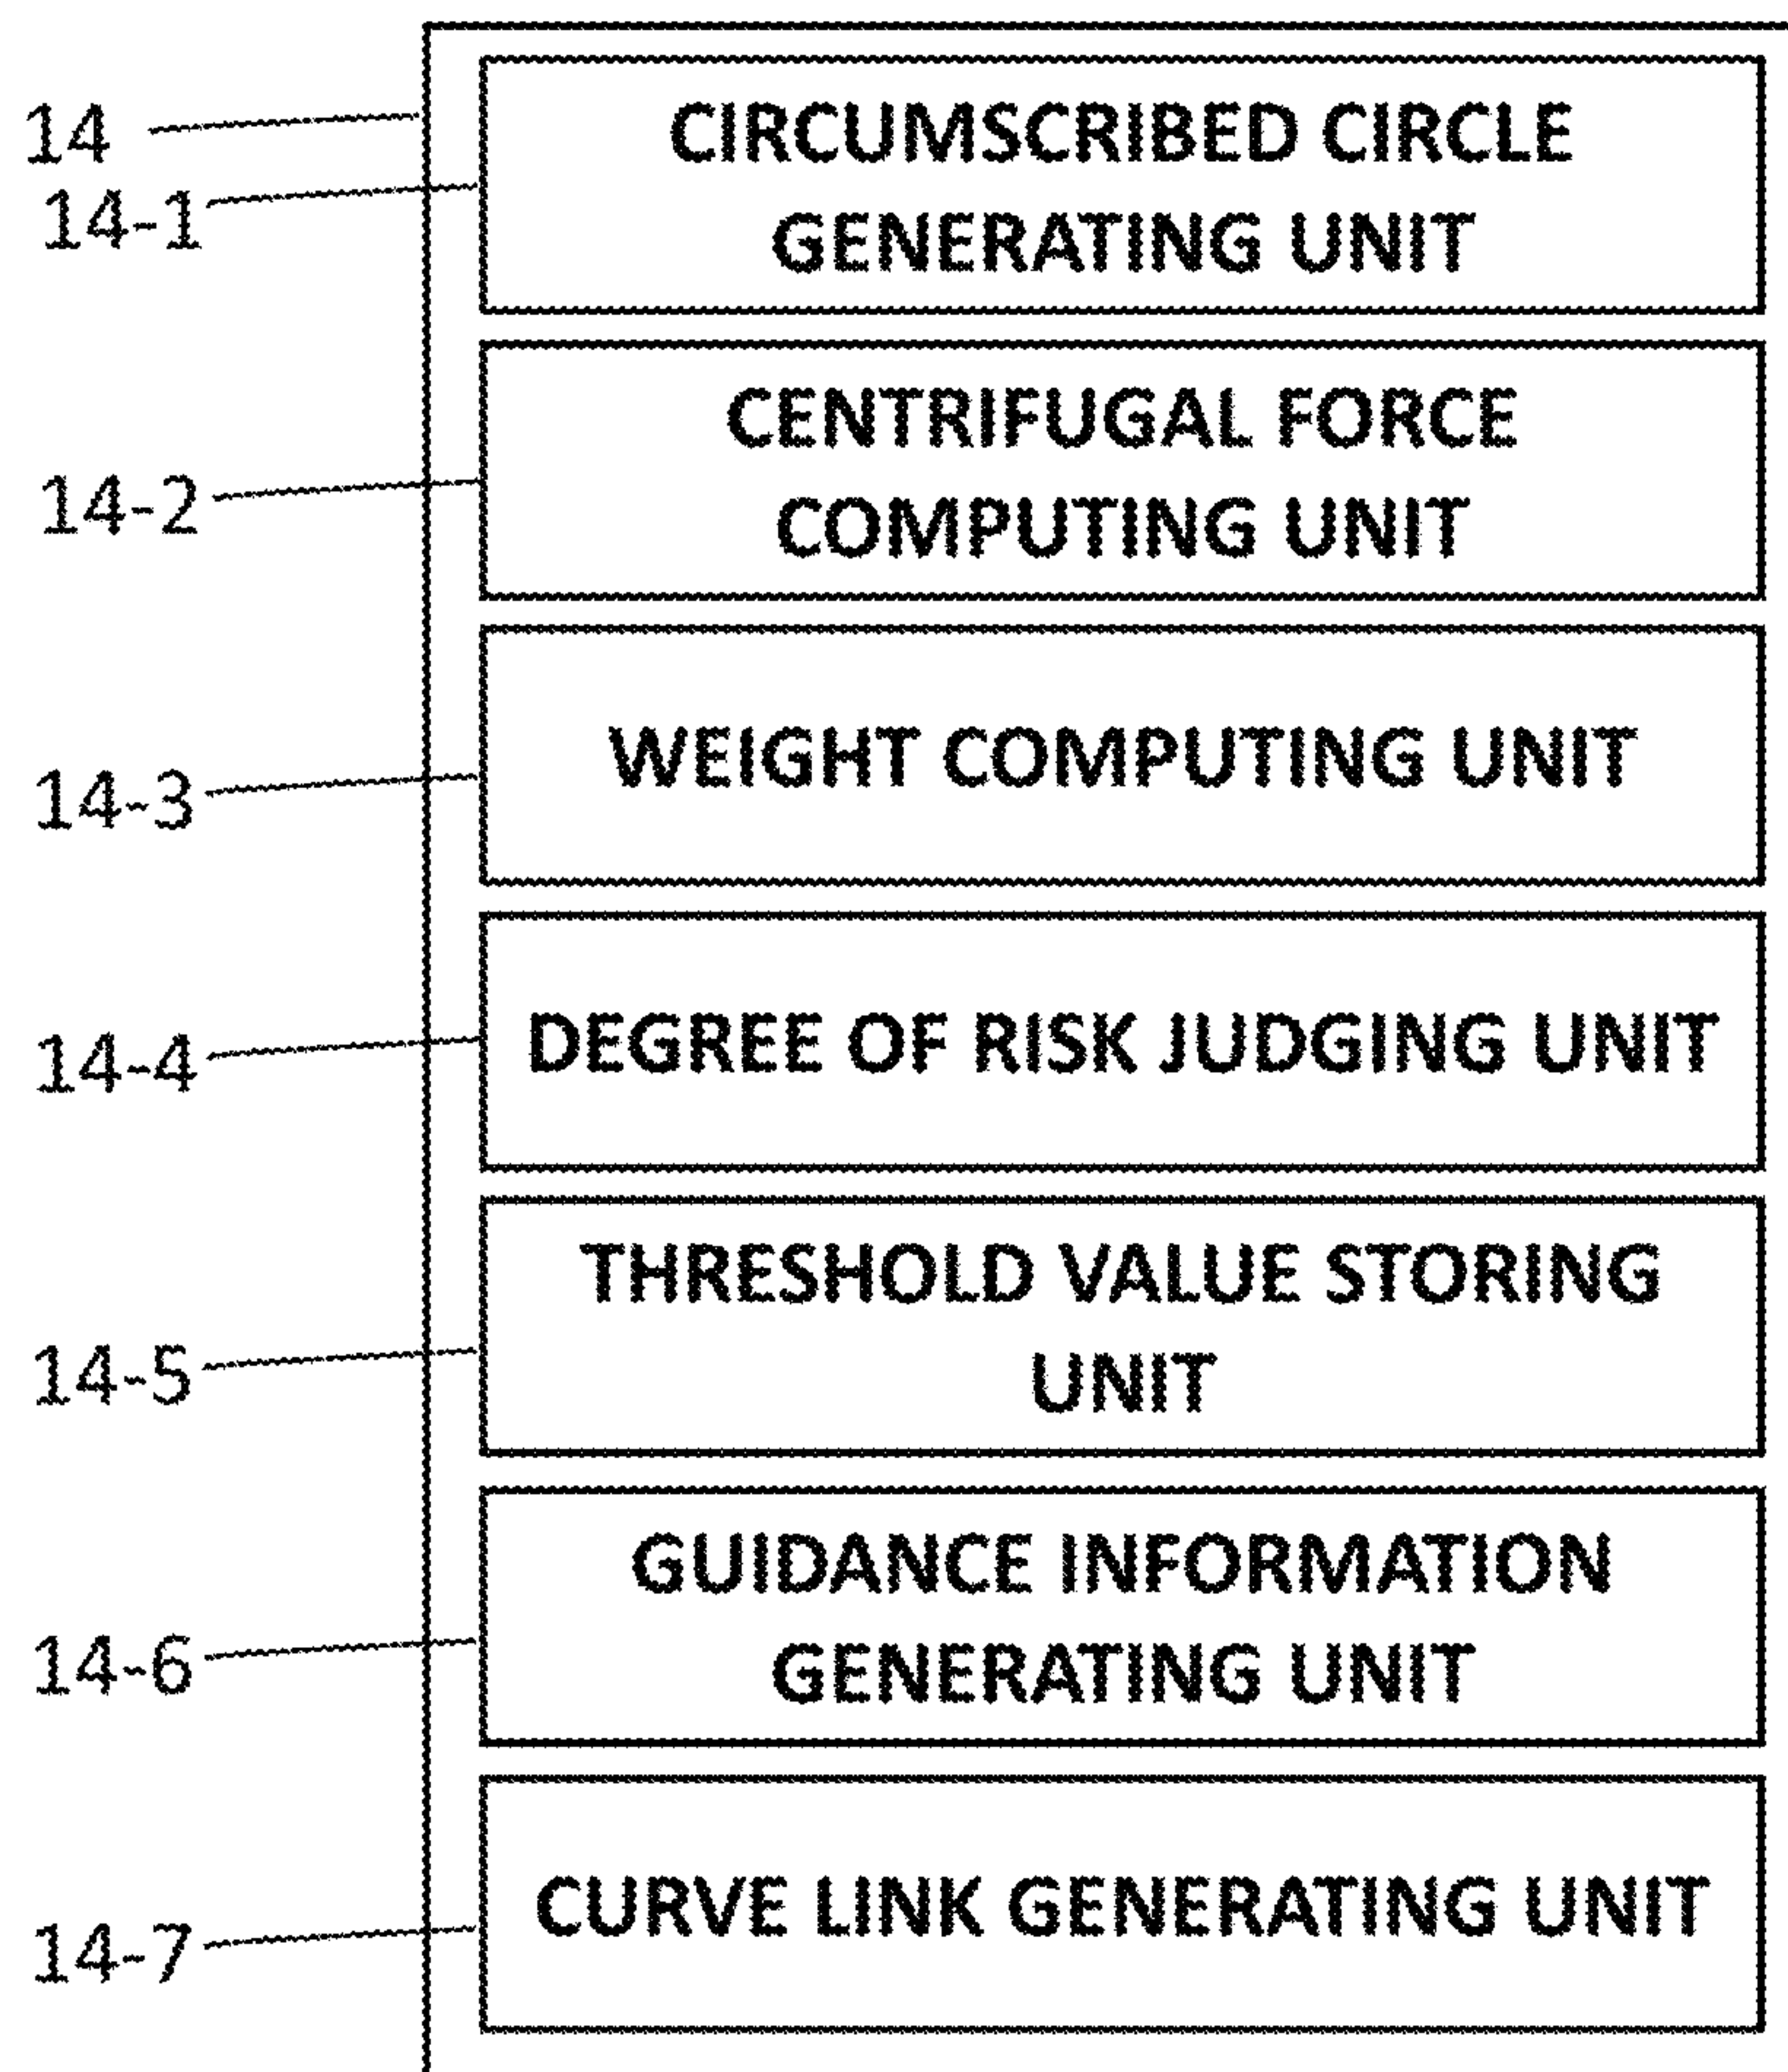 14
14-1
CIRCUMSCRIBED CIRCLE
GENERATING UNIT
14-2
CENTRIFUGAL FORCE
COMPUTING UNIT
14-3
WEIGHT COMPUTING UNIT
14-4
DEGREE OF RISK JUDGING UNIT
14-5
THRESHOLD VALUE STORING
UNIT
14-6
GUIDANCE INFORMATION
GENERATING UNIT
14-7
CURVE LINK GENERATING UNIT